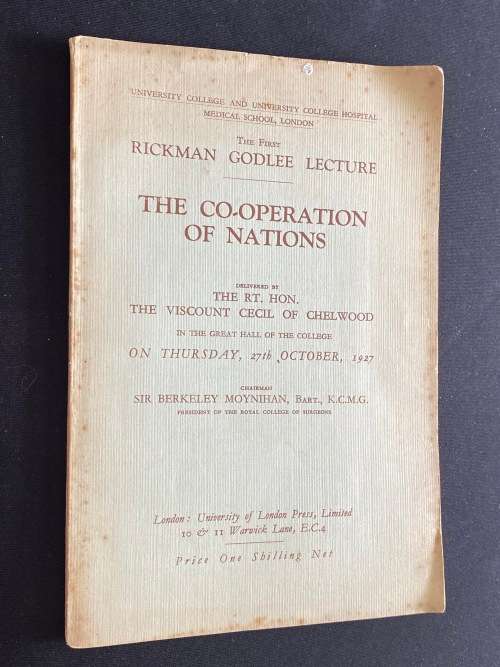 UNIVERSITY COLLEGE AND UNIVERSITY COLLEGE HOSPITAL
MEDICAL SCHOOL, LONDON
THE FIRST
RICKMAN GODLEE LECTURE
THE CO-OPERATION
OF NATIONS
DELIVERED BY
THE RT. HON.
THE VISCOUNT CECIL OF CHELWOOD
IN THE GREAT HALL OF THE COLLEGE
ON THURSDAY, 27th OCTOBER, 1927
CHAIRMAN
SIR BERKELEY MOYNIHAN, BART., K.C.M.G.
PRESIDENT OF THE ROYAL COLLEGE OF SURGEONS
London: University of London Press, Limited
10 & 11 Warwick Lane, E.C.4
Price One Shilling Net